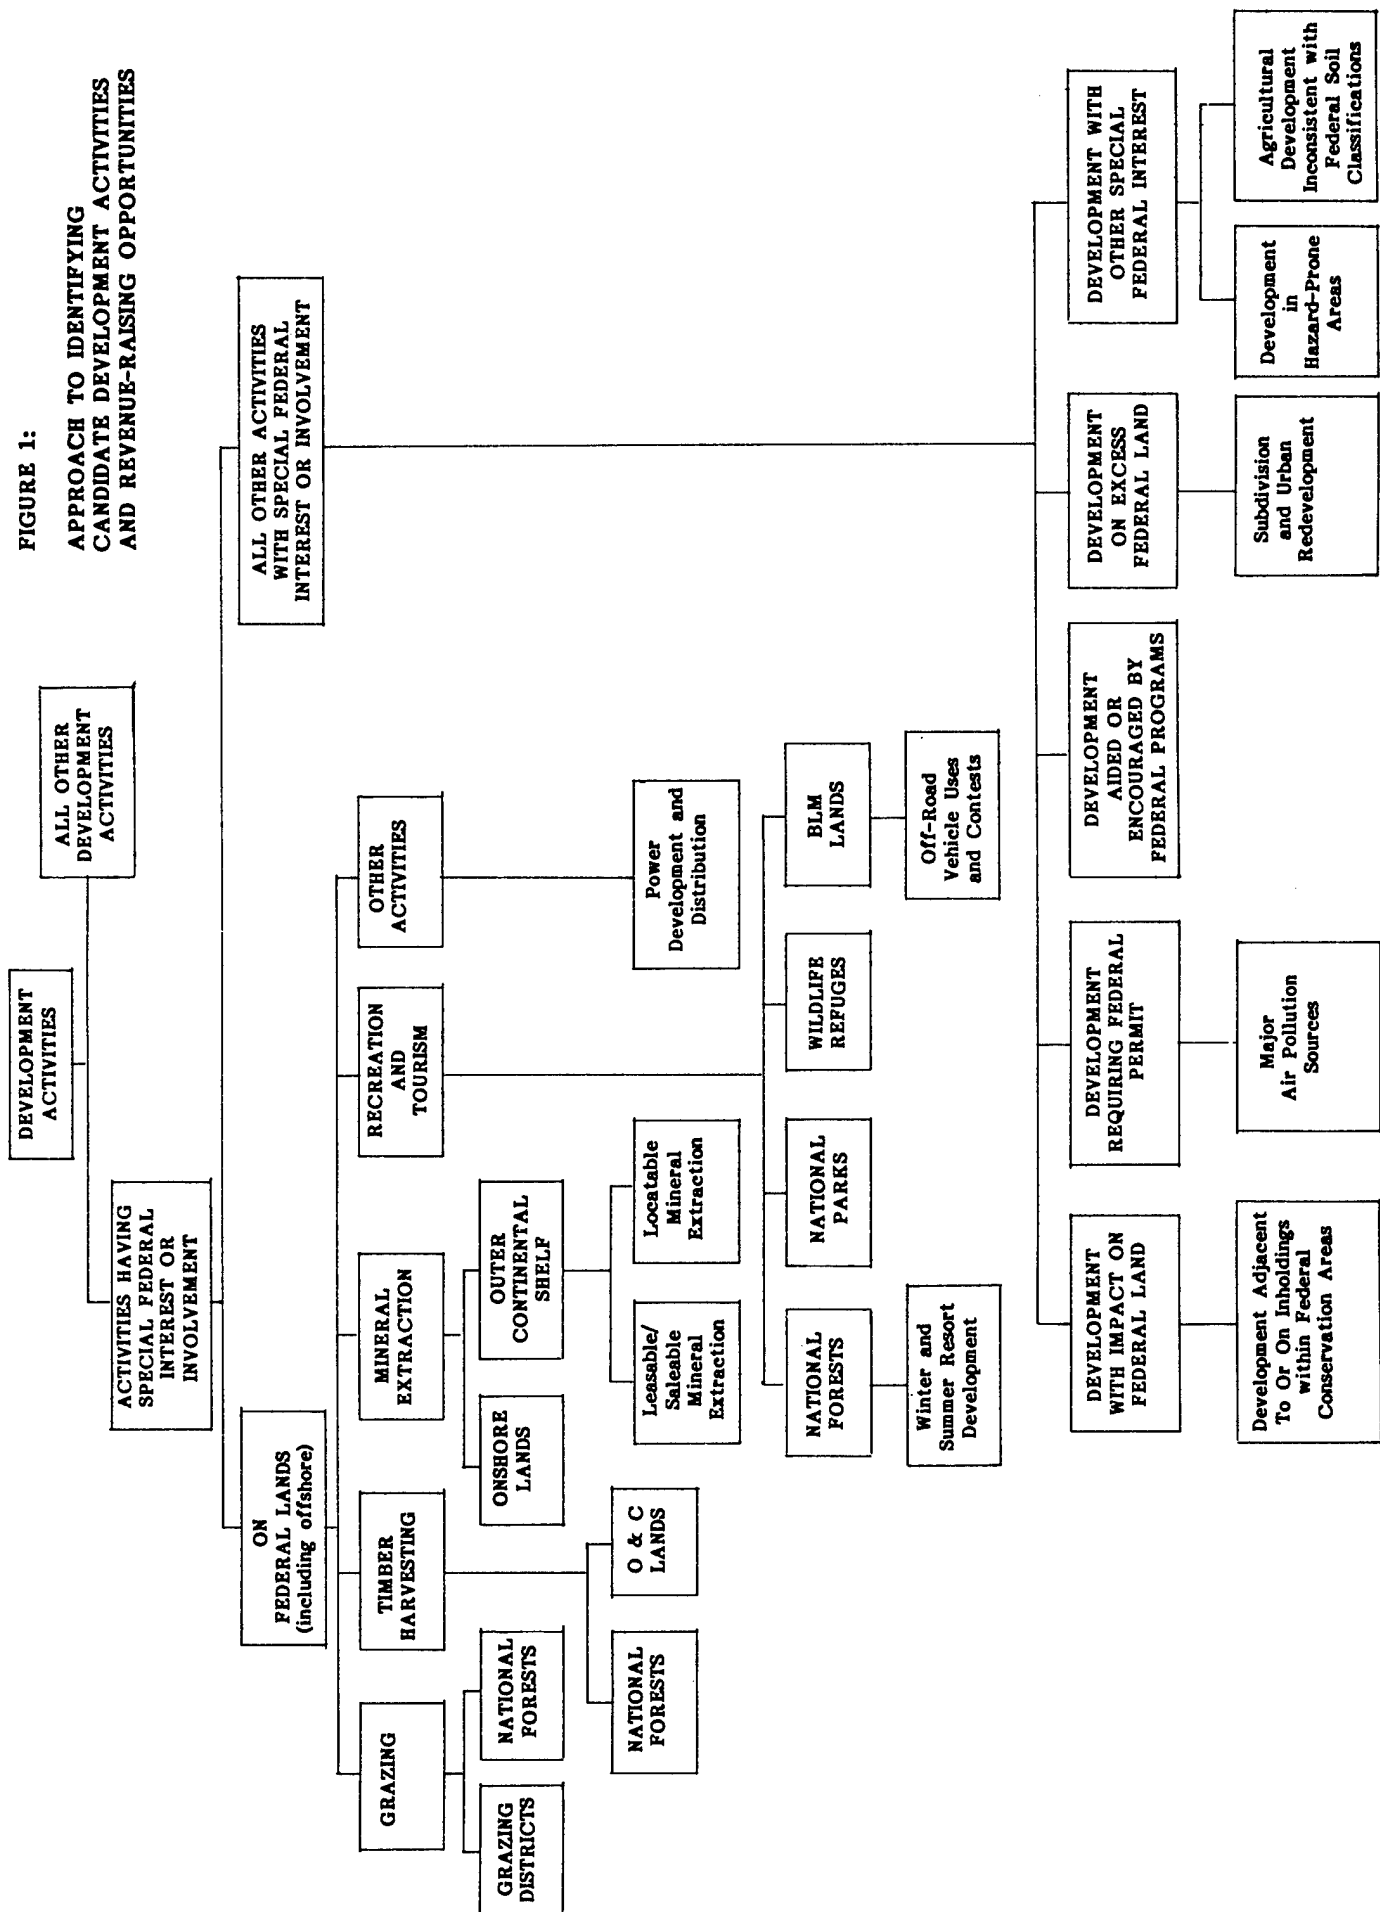 FIGURE 1:
APPROACH TO IDENTIFYING
CANDIDATE DEVELOPMENT ACTIVITIES
AND REVENUE-RAISING OPPORTUNITIES
DEVELOPMENT
ACTIVITIES
ACTIVITIES HAVING
SPECIAL FEDERAL
INTEREST OR
INVOLVEMENT
ALL OTHER
DEVELOPMENT
ACTIVITIES
ON
FEDERAL LANDS
(including offshore)
ALL OTHER ACTIVITIES
WITH SPECIAL FEDERAL
INTEREST OR INVOLVEMENT
GRAZING
TIMBER
HARVESTING
MINERAL
EXTRACTION
RECREATION
AND
TOURISM
OTHER
ACTIVITIES
GRAZING
DISTRICTS
NATIONAL
FORESTS
ONSHORE
LANDS
OUTER
CONTINENTAL
SHELF
NATIONAL
FORESTS
O & C
LANDS
Leasable/
Saleable
Mineral
Extraction
Locatable
Mineral
Extraction
Power
Development and
Distribution
NATIONAL
FORESTS
NATIONAL
PARKS
WILDLIFE
REFUGES
BLM
LANDS
Winter and
Summer Resort
Development
Off-Road
Vehicle Uses
and Contests
DEVELOPMENT
WITH IMPACT ON
FEDERAL LAND
DEVELOPMENT
REQUIRING FEDERAL
PERMIT
DEVELOPMENT
AIDED OR
ENCOURAGED BY
FEDERAL PROGRAMS
DEVELOPMENT
ON EXCESS
FEDERAL LAND
DEVELOPMENT WITH
OTHER SPECIAL
FEDERAL INTEREST
Development Adjacent
To Or On Inholdings
within Federal
Conservation Areas
Major
Air Pollution
Sources
Subdivision
and Urban
Redevelopment
Development
in
Hazard-Prone
Areas
Agricultural
Development
Inconsistent with
Federal Soil
Classifications